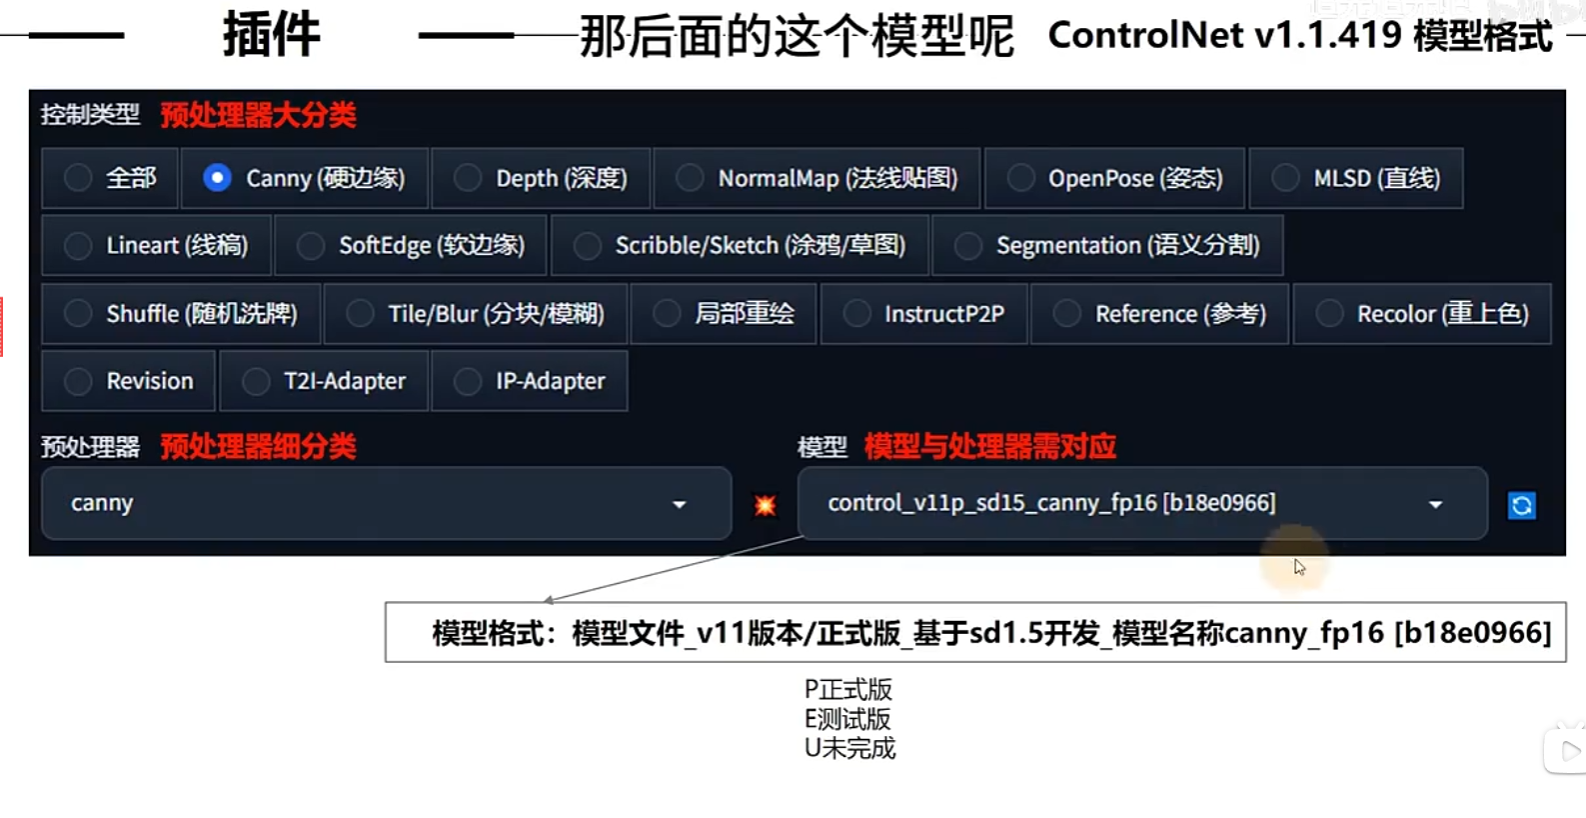 插件
那后面的这个模型呢
ControlNet v1.1.419 模型格式
控制类型 预处理器大分类
全部 Canny (硬边缘) Depth (深度) NormalMap (法线贴图) OpenPose (姿态) MLSD (直线)
Lineart (线稿) SoftEdge (软边缘) Scribble/Sketch (涂鸦/草图) Segmentation (语义分割)
Shuffle (随机洗牌) Tile/Blur (分块/模糊) 局部重绘 InstructP2P Reference (参考) Recolor (重上色)
Revision T2I-Adapter IP-Adapter
预处理器 预处理器细分类 模型 模型与处理器需对应
canny control_v11p_sd15_canny_fp16 [b18e0966]
模型格式：模型文件_v11版本/正式版_基于sd1.5开发_模型名称canny_fp16 [b18e0966]
P正式版
E测试版
U未完成